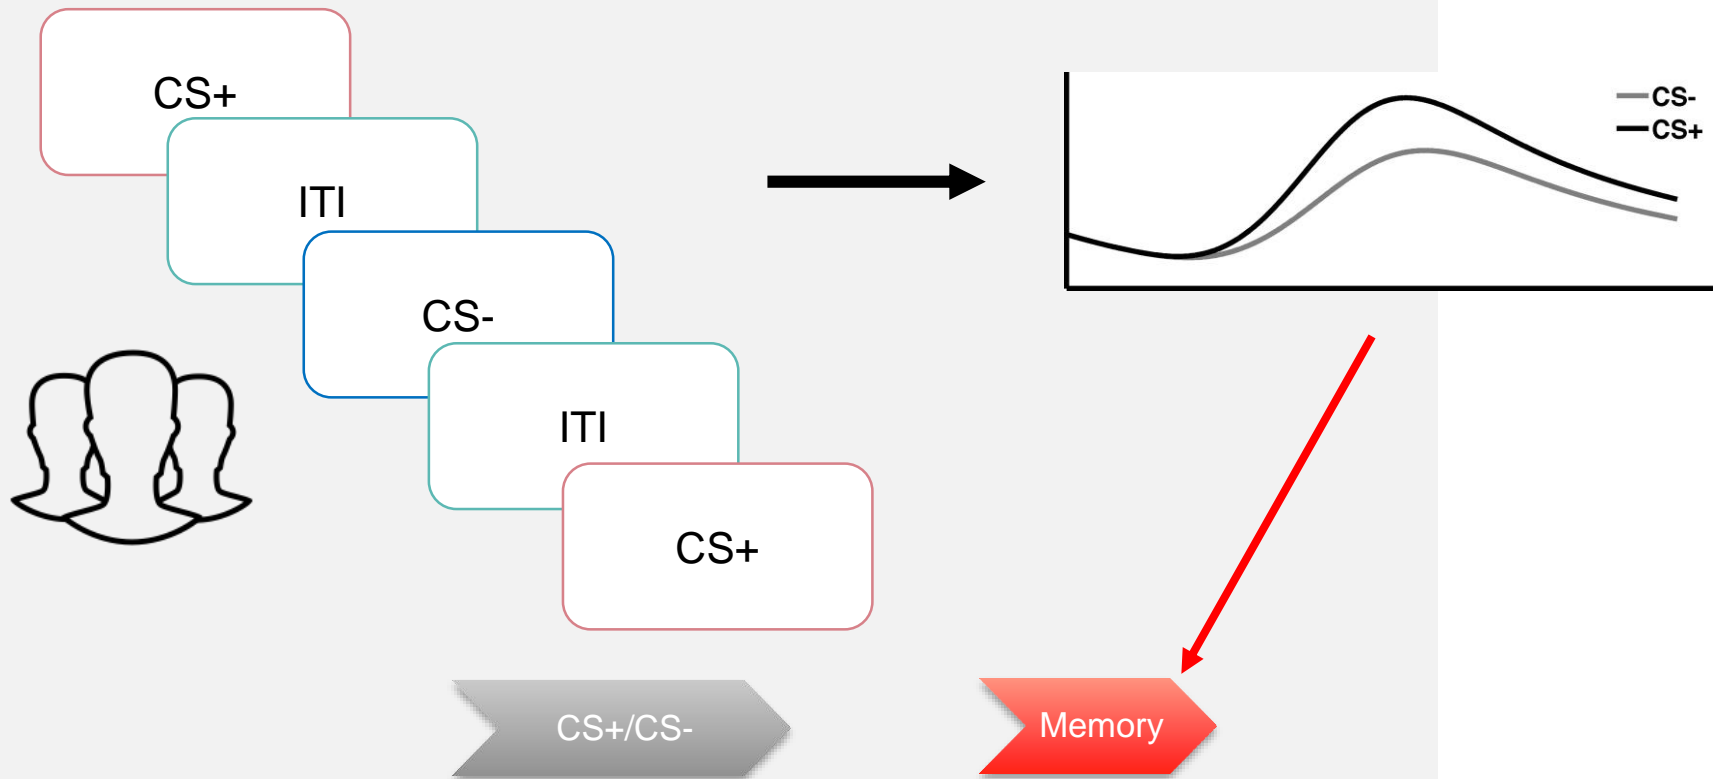 CS+
ITI
CS-
ITI
CS+
CS-
CS+
CS+/CS-
Memory